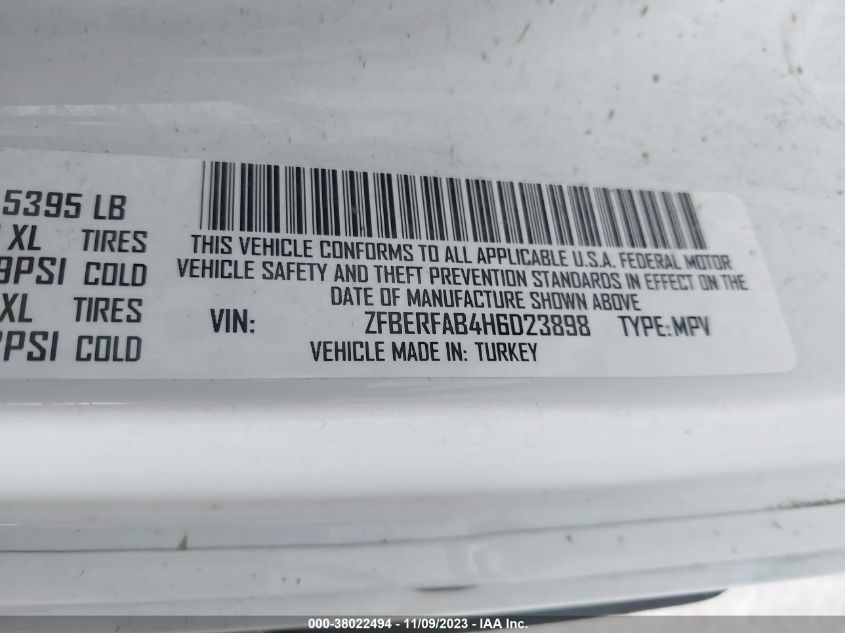 5395 LB
XL TIRES
PSI COLD
XL TIRES
PSI COLD
THIS VEHICLE CONFORMS TO ALL APPLICABLE U.S.A. FEDERAL MOTOR
VEHICLE SAFETY AND THEFT PREVENTION STANDARDS IN EFFECT ON THE
DATE OF MANUFACTURE SHOWN ABOVE
VIN: ZFBERFAB4H6D23898 TYPE: MPV
VEHICLE MADE IN: TURKEY
000-38022494 - 11/09/2023 - IAA Inc.